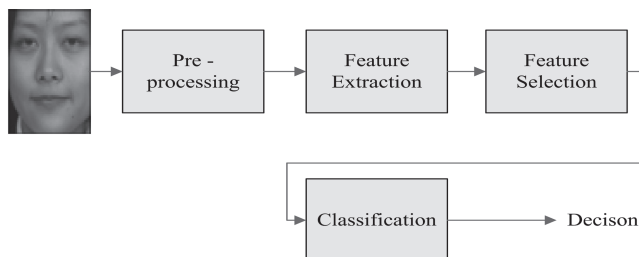 Pre -
processing
Feature
Extraction
Feature
Selection
Classification
Decison